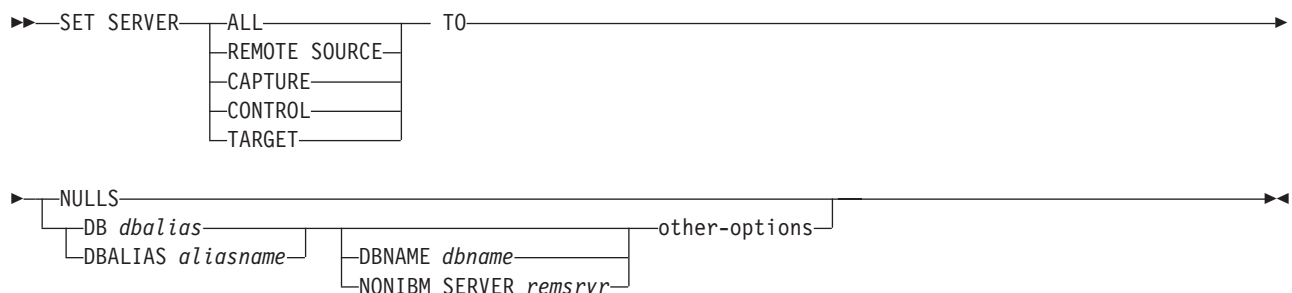 SET SERVER ALL TO
REMOTE SOURCE
CAPTURE
CONTROL
TARGET
NULLS
DB dbalias other-options
DBALIAS aliasname DBNAME dbname
NONIBM SERVER remsrvr